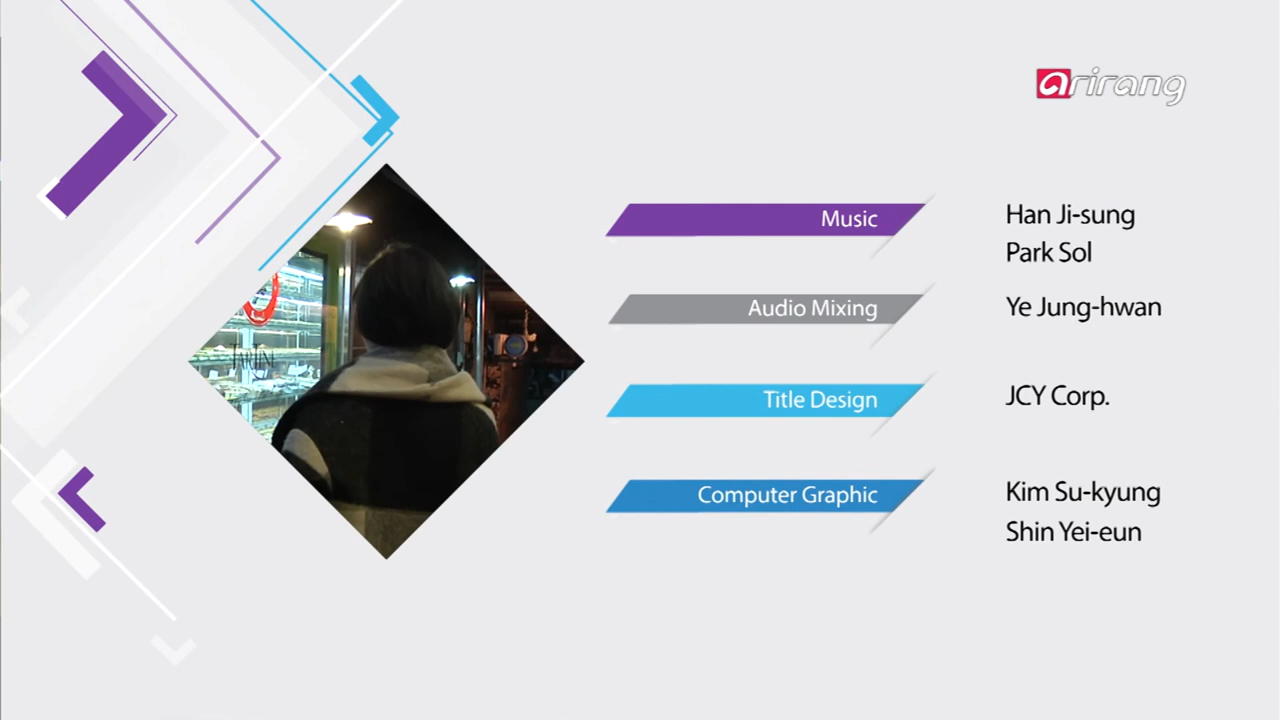 arirang
Music
Han Ji-sung
Park Sol
Audio Mixing
Ye Jung-hwan
TARTINE
Title Design
JCY Corp.
Computer Graphic
Kim Su-kyung
Shin Yei-eun